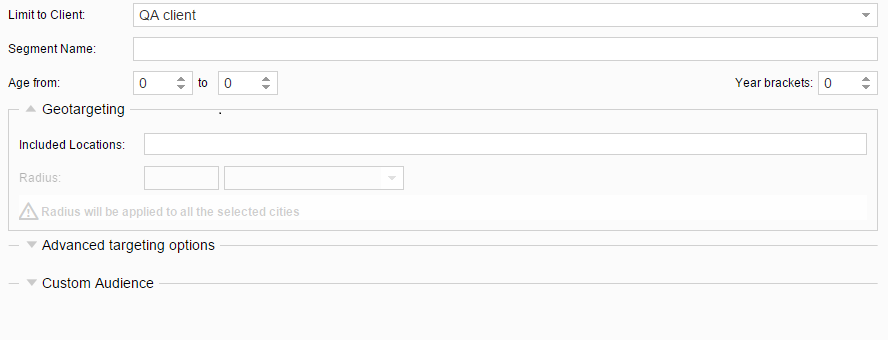 Limit to Client: QA client
Segment Name:
Age from: 0 to 0 Year brackets: 0
Geotargeting .
Included Locations:
Radius:
Radius will be applied to all the selected cities
Advanced targeting options
Custom Audience